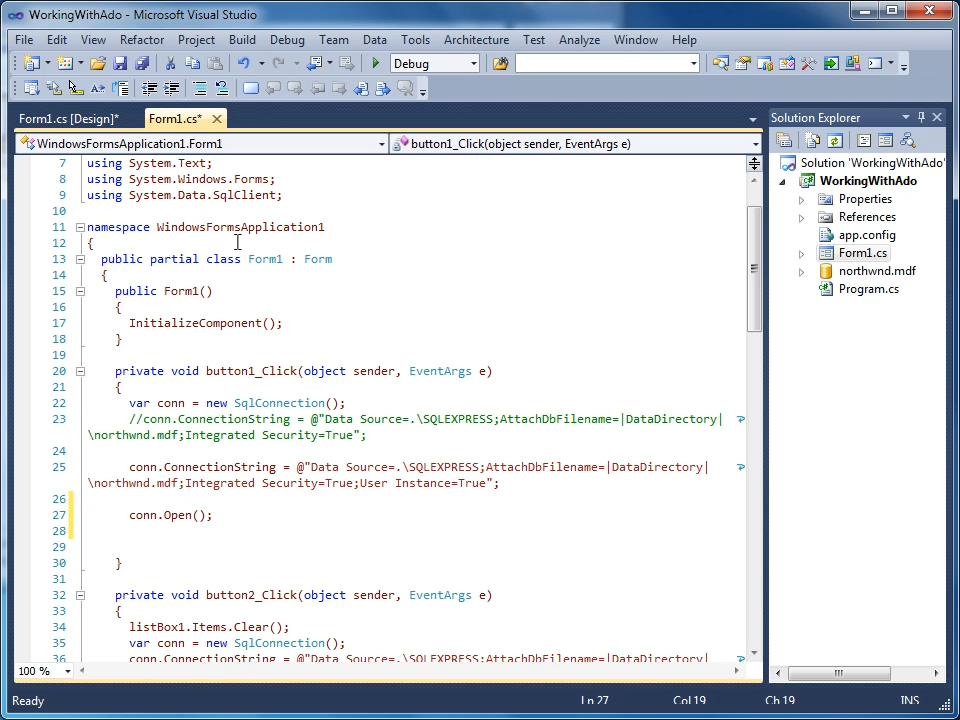 WorkingWithAdo - Microsoft Visual Studio
File Edit View Refactor Project Build Debug Team Data Tools Architecture Test Analyze Window Help
Debug
Form1.cs [Design]* Form1.cs*
WindowsFormsApplication1.Form1 button1_Click(object sender, EventArgs e)
7 using System.Text;
8 using System.Windows.Forms;
9 using System.Data.SqlClient;
10
11 namespace WindowsFormsApplication1
12 {
13 public partial class Form1 : Form
14 {
15 public Form1()
16 {
17 InitializeComponent();
18 }
19
20 private void button1_Click(object sender, EventArgs e)
21 {
22 var conn = new SqlConnection();
23 //conn.ConnectionString = @"Data Source=.\SQLEXPRESS;AttachDbFilename=|DataDirectory|
\northwnd.mdf;Integrated Security=True";
24
25 conn.ConnectionString = @"Data Source=.\SQLEXPRESS;AttachDbFilename=|DataDirectory|
\northwnd.mdf;Integrated Security=True;User Instance=True";
26
27 conn.Open();
28
29
30 }
31
32 private void button2_Click(object sender, EventArgs e)
33 {
34 listBox1.Items.Clear();
35 var conn = new SqlConnection();
36 conn.ConnectionString = @"Data Source=.\SQLEXPRESS;AttachDbFilename=|DataDirectory|
100 %
Solution Explorer
Solution 'WorkingWithAdo'
WorkingWithAdo
Properties
References
app.config
Form1.cs
northwnd.mdf
Program.cs
Ready Ln 27 Col 19 Ch 19 INS